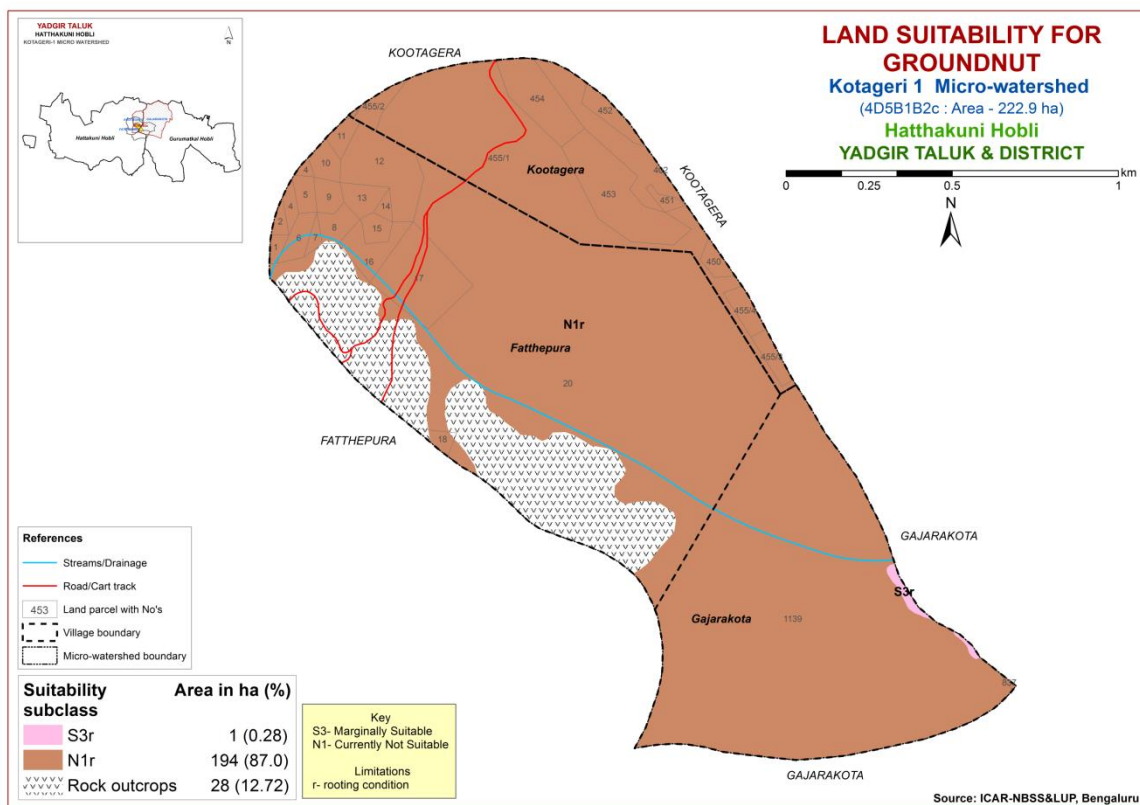 YADGIR TALUK
HATTHAKUNI HOBLI
KOTAGERI-1 MICRO WATERSHED
N
Hattakuni Hobli
Gurumatkal Hobli
LAND SUITABILITY FOR
GROUNDNUT
Kotageri 1 Micro-watershed
(4D5B1B2c : Area - 222.9 ha)
Hatthakuni Hobli
YADGIR TALUK & DISTRICT
km
0 0.25 0.5 1
N
KOOTAGERA
454
452
455/2
11
12
455/1
Kootagera
KOOTAGERA
452
453
451
10
4
4
5
9
13
14
15
2
1
6
7
8
16
17
450
455/4
N1r
Fatthepura
20
FATTHEPURA
18
GAJARAKOTA
S3r
Gajarakota
1139
827
GAJARAKOTA
References
Streams/Drainage
Road/Cart track
453 Land parcel with No's
Village boundary
Micro-watershed boundary
Suitability subclass Area in ha (%)
S3r 1 (0.28)
N1r 194 (87.0)
Rock outcrops 28 (12.72)
Key
S3- Marginally Suitable
N1- Currently Not Suitable
Limitations
r- rooting condition
Source: ICAR-NBSS&LUP, Bengaluru